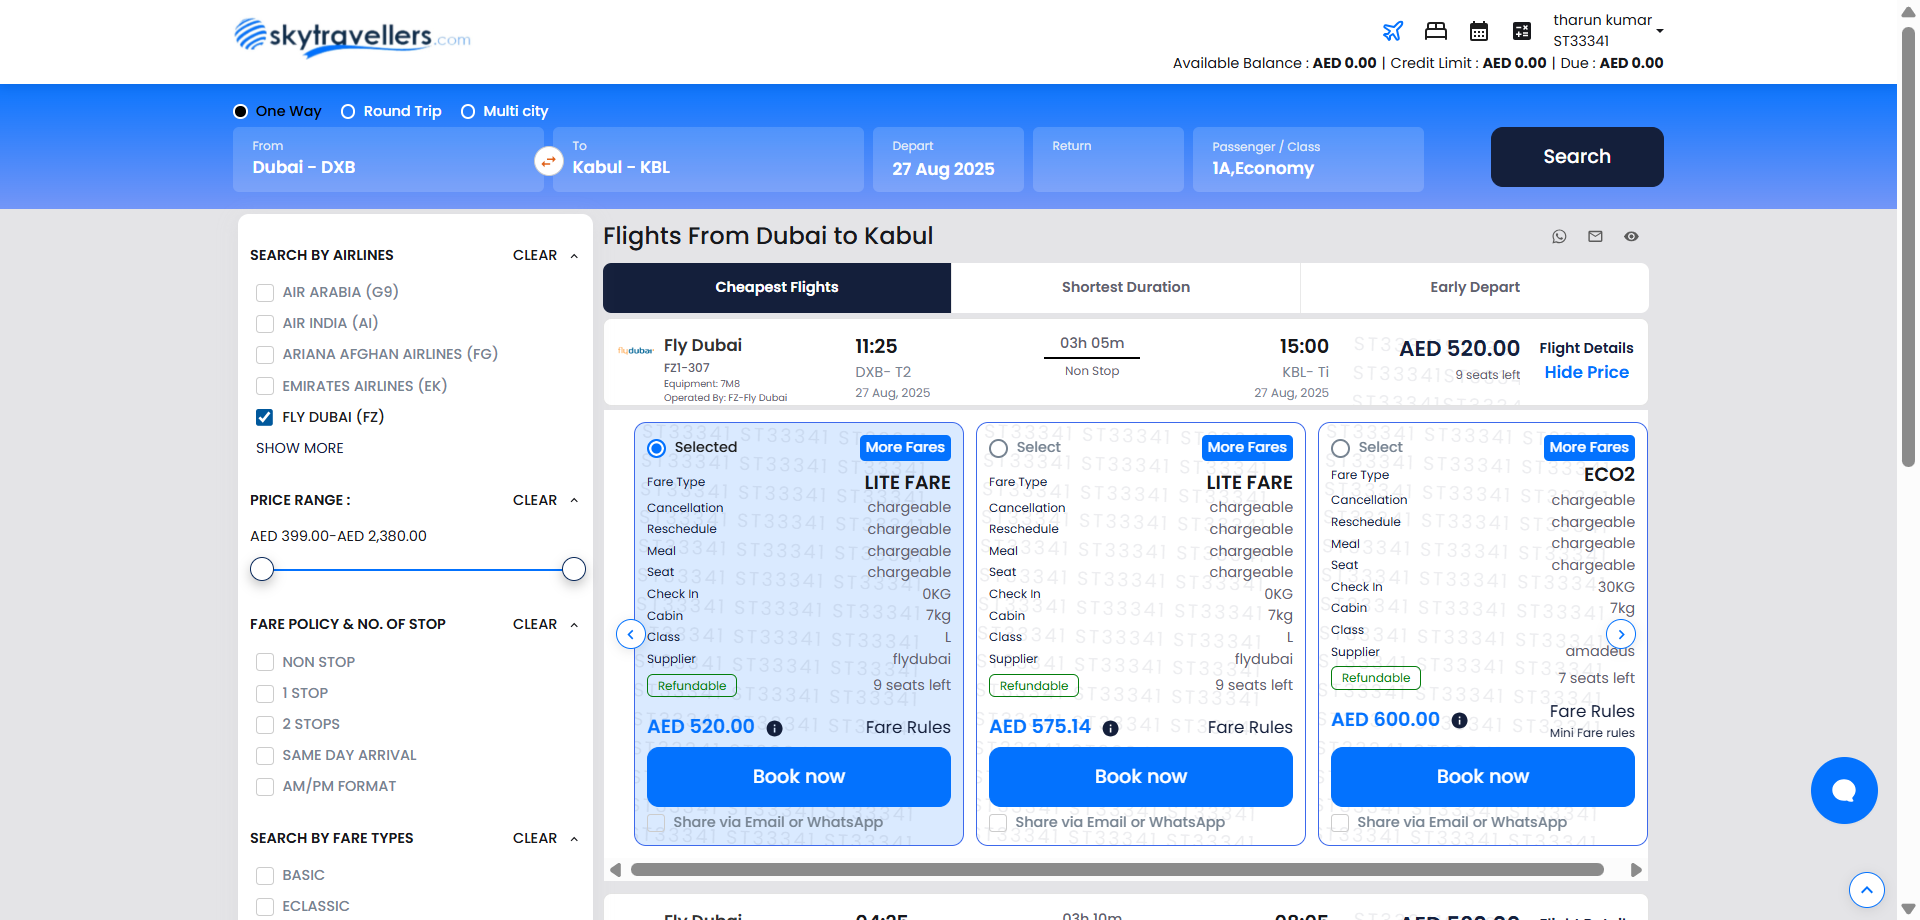 skytravellers.com
tharun kumar
ST33341
Available Balance : AED 0.00 | Credit Limit : AED 0.00 | Due : AED 0.00
One Way Round Trip Multi city
From
Dubai - DXB
To
Kabul - KBL
Depart
27 Aug 2025
Return
Passenger / Class
1A,Economy
Search
SEARCH BY AIRLINES CLEAR
AIR ARABIA (G9)
AIR INDIA (AI)
ARIANA AFGHAN AIRLINES (FG)
EMIRATES AIRLINES (EK)
FLY DUBAI (FZ)
SHOW MORE
PRICE RANGE : CLEAR
AED 399.00-AED 2,380.00
FARE POLICY & NO. OF STOP CLEAR
NON STOP
1 STOP
2 STOPS
SAME DAY ARRIVAL
AM/PM FORMAT
SEARCH BY FARE TYPES CLEAR
BASIC
ECLASSIC
Flights From Dubai to Kabul
Cheapest Flights Shortest Duration Early Depart
flydubai
Fly Dubai
FZ1-307
Equipment: 7M8
Operated By: FZ-Fly Dubai
11:25
DXB- T2
27 Aug, 2025
03h 05m
Non Stop
15:00
KBL- Ti
27 Aug, 2025
AED 520.00
9 seats left
Flight Details
Hide Price
Selected More Fares
Fare Type LITE FARE
Cancellation chargeable
Reschedule chargeable
Meal chargeable
Seat chargeable
Check In 0KG
Cabin 7kg
Class L
Supplier flydubai
Refundable 9 seats left
AED 520.00 Fare Rules
Book now
Share via Email or WhatsApp
Select More Fares
Fare Type LITE FARE
Cancellation chargeable
Reschedule chargeable
Meal chargeable
Seat chargeable
Check In 0KG
Cabin 7kg
Class L
Supplier flydubai
Refundable 9 seats left
AED 575.14 Fare Rules
Book now
Share via Email or WhatsApp
Select More Fares
Fare Type ECO2
Cancellation chargeable
Reschedule chargeable
Meal chargeable
Seat chargeable
Check In 30KG
Cabin 7kg
Class
Supplier amadeus
Refundable 7 seats left
AED 600.00 Fare Rules
Mini Fare rules
Book now
Share via Email or WhatsApp
Fly Dubai 03h 10m